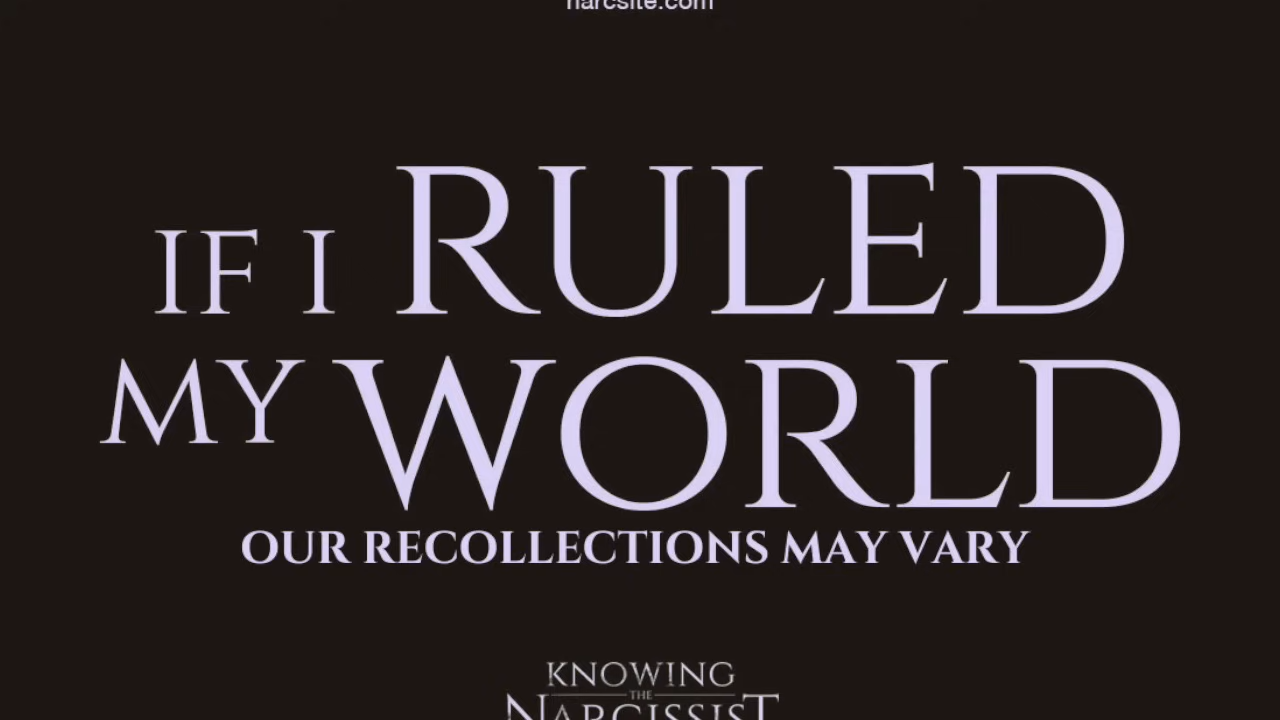 narcsite.com
IF I RULED
MY WORLD
OUR RECOLLECTIONS MAY VARY
KNOWING
THE
NARCISSIST